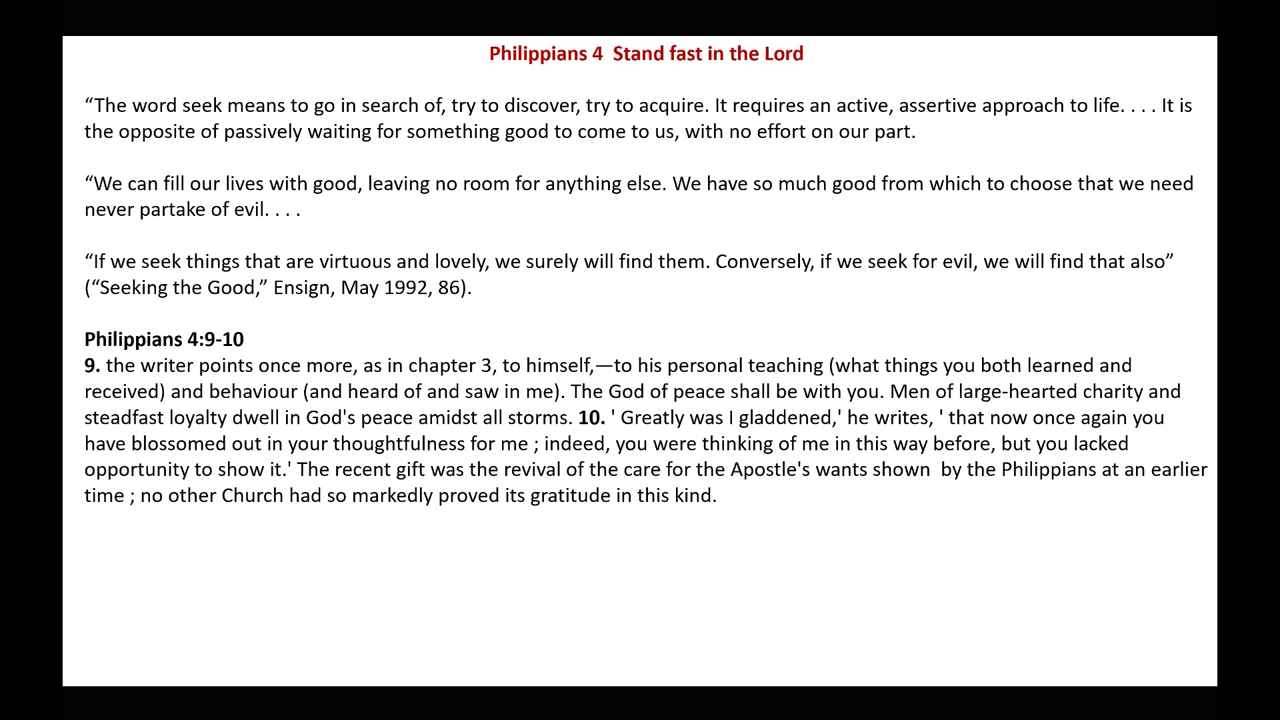 Philippians 4  Stand fast in the Lord
“The word seek means to go in search of, try to discover, try to acquire. It requires an active, assertive approach to life. . . . It is
the opposite of passively waiting for something good to come to us, with no effort on our part.
“We can fill our lives with good, leaving no room for anything else. We have so much good from which to choose that we need
never partake of evil. . . .
“If we seek things that are virtuous and lovely, we surely will find them. Conversely, if we seek for evil, we will find that also”
(“Seeking the Good,” Ensign, May 1992, 86).
Philippians 4:9-10
9. the writer points once more, as in chapter 3, to himself,—to his personal teaching (what things you both learned and
received) and behaviour (and heard of and saw in me). The God of peace shall be with you. Men of large-hearted charity and
steadfast loyalty dwell in God's peace amidst all storms. 10. ' Greatly was I gladdened,' he writes, ' that now once again you
have blossomed out in your thoughtfulness for me ; indeed, you were thinking of me in this way before, but you lacked
opportunity to show it.' The recent gift was the revival of the care for the Apostle's wants shown  by the Philippians at an earlier
time ; no other Church had so markedly proved its gratitude in this kind.